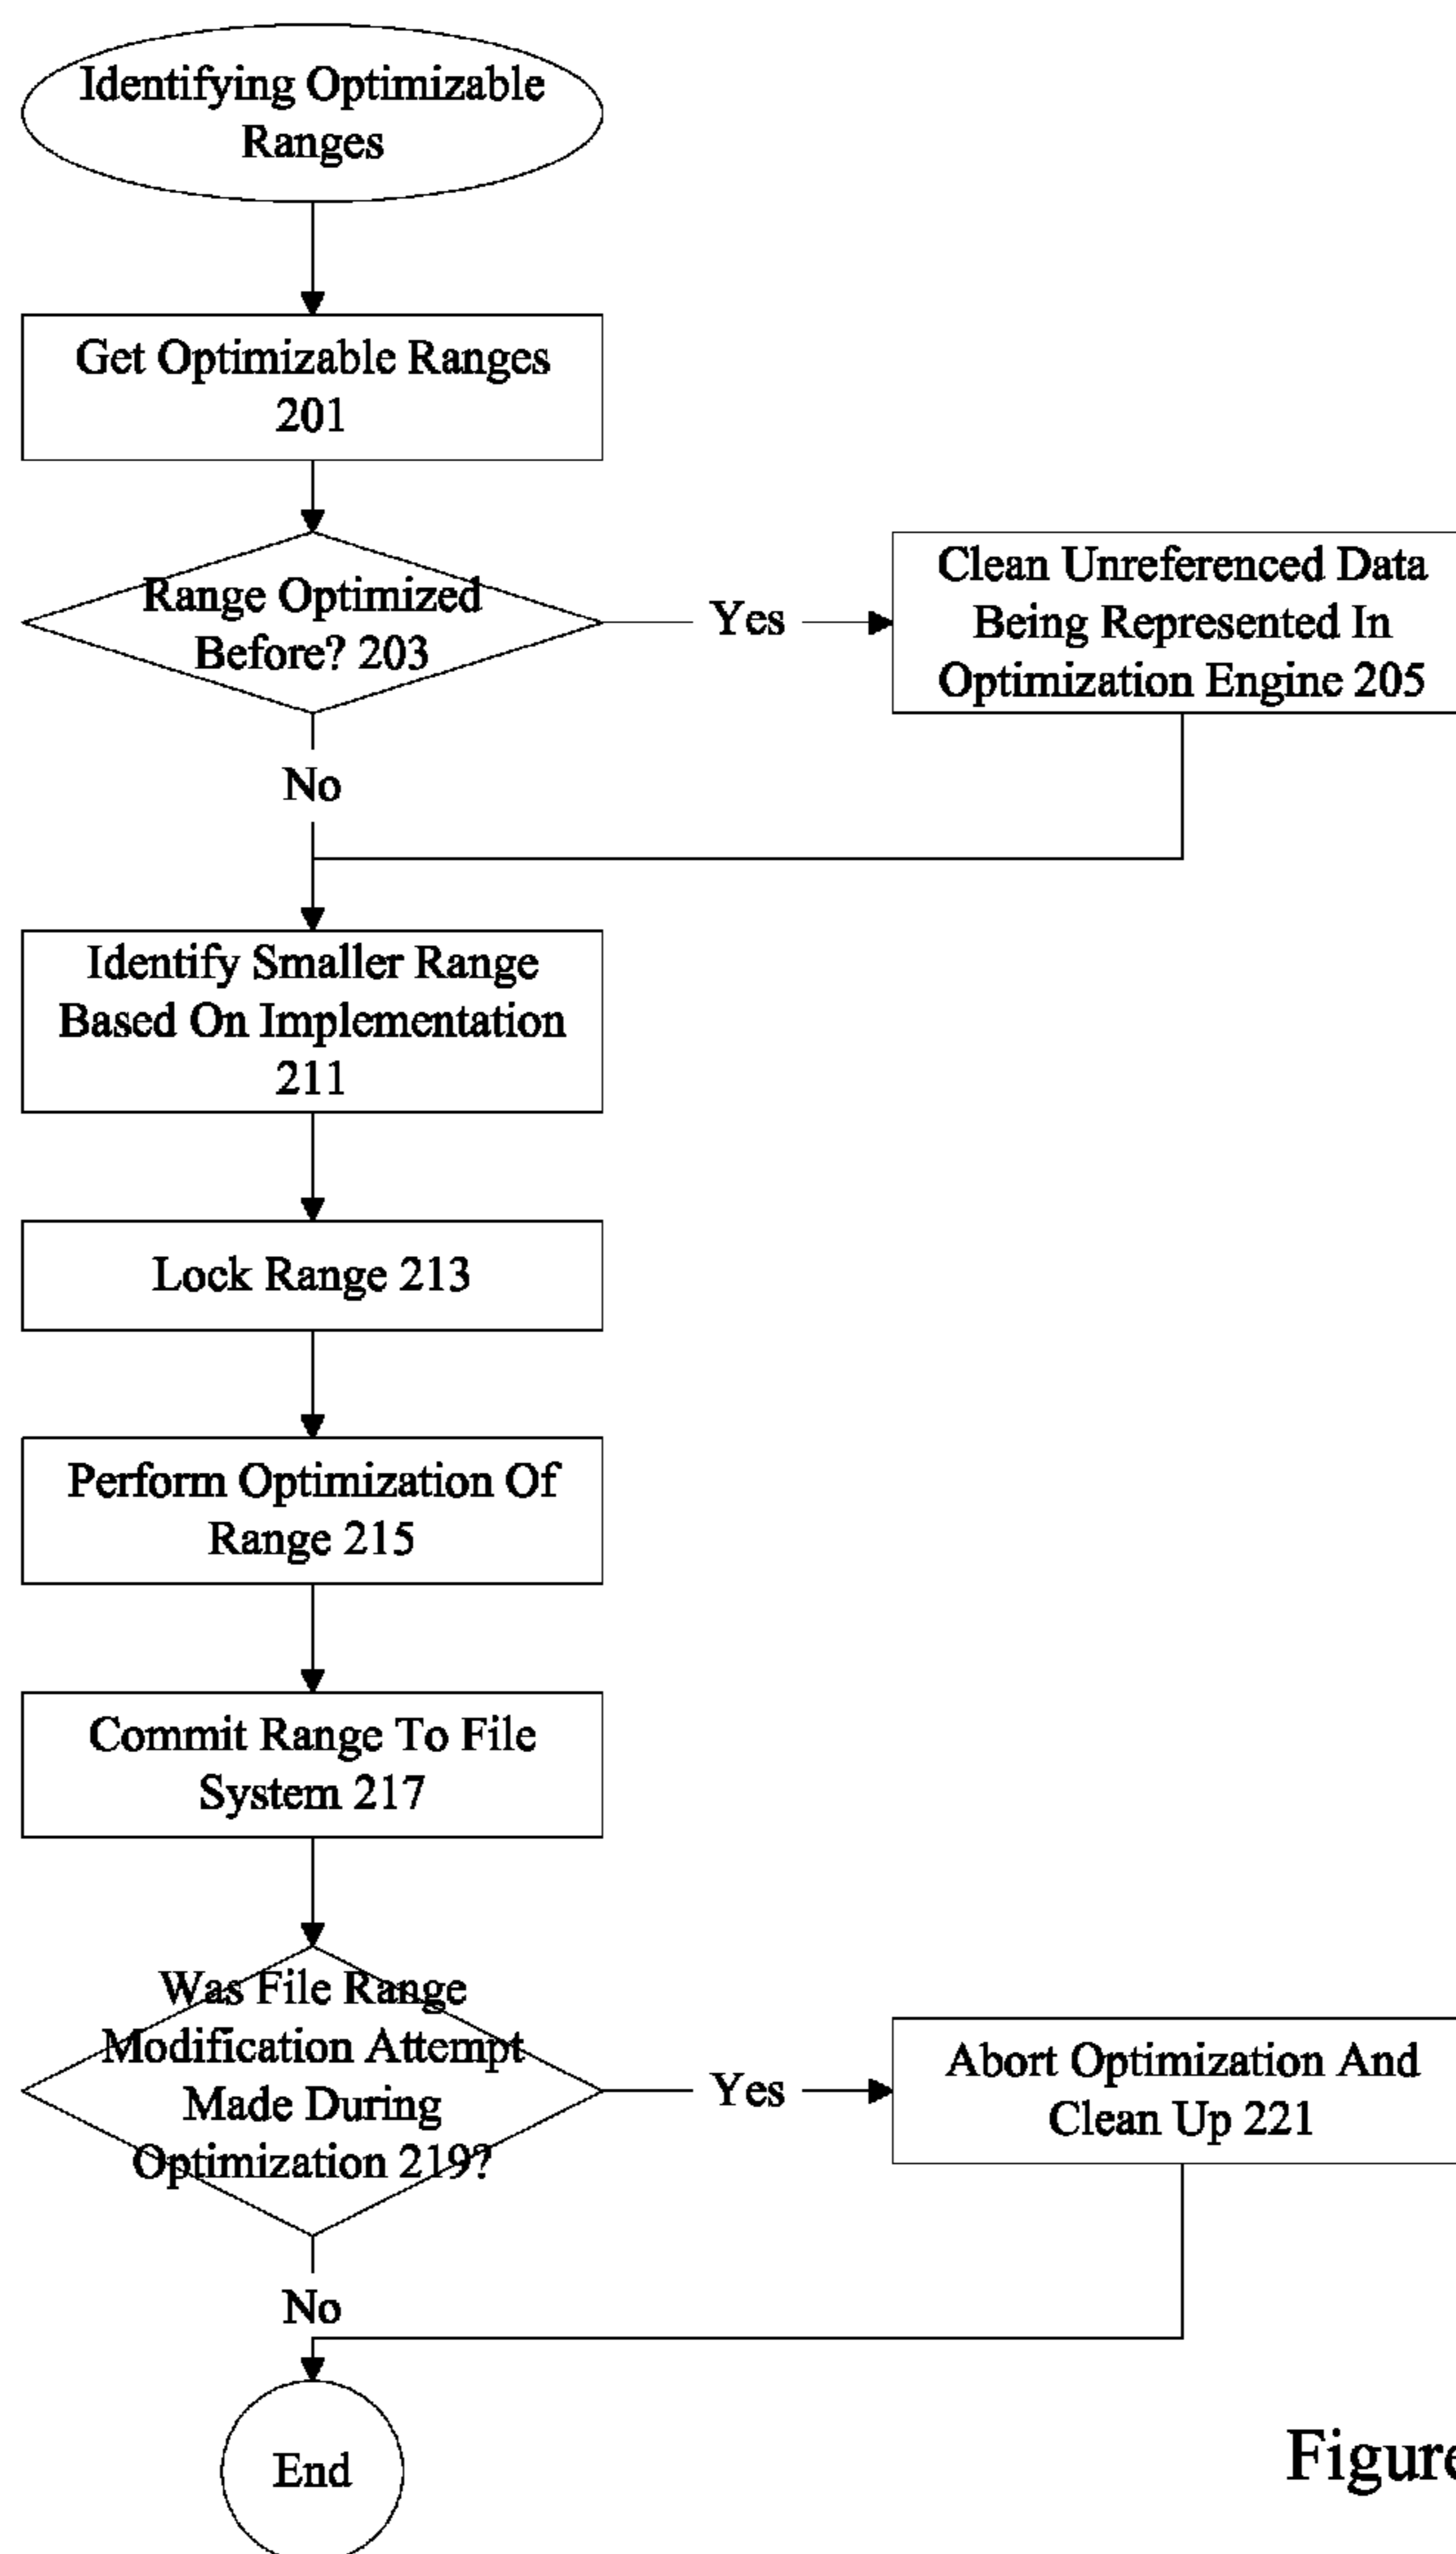 Identifying Optimizable
Ranges
Get Optimizable Ranges
201
Range Optimized
Before? 203
Yes
Clean Unreferenced Data
Being Represented In
Optimization Engine 205
No
Identify Smaller Range
Based On Implementation
211
Lock Range 213
Perform Optimization Of
Range 215
Commit Range To File
System 217
Was File Range
Modification Attempt
Made During
Optimization 219?
Yes
Abort Optimization And
Clean Up 221
No
End
Figure